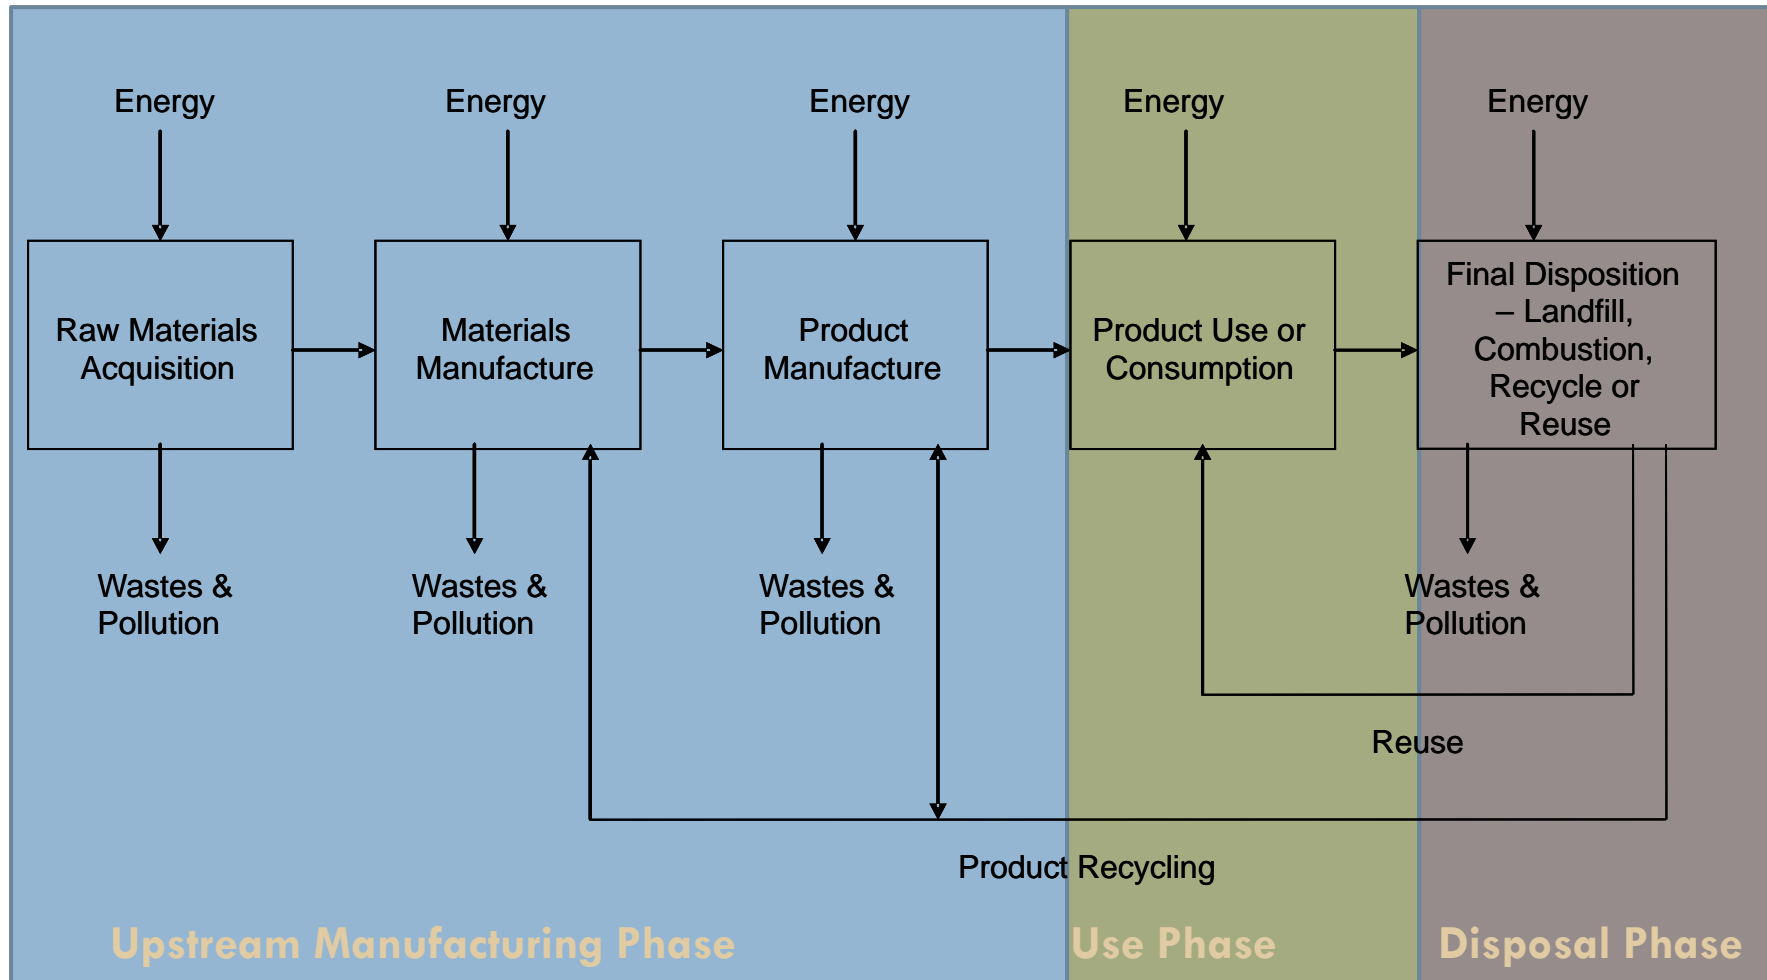 Energy
Energy
Energy
Energy
Energy
Raw Materials
Acquisition
Materials
Manufacture
Product
Manufacture
Product Use or
Consumption
Final Disposition
– Landfill,
Combustion,
Recycle or
Reuse
Wastes &
Pollution
Wastes &
Pollution
Wastes &
Pollution
Wastes &
Pollution
Reuse
Product Recycling
Upstream Manufacturing Phase
Use Phase
Disposal Phase